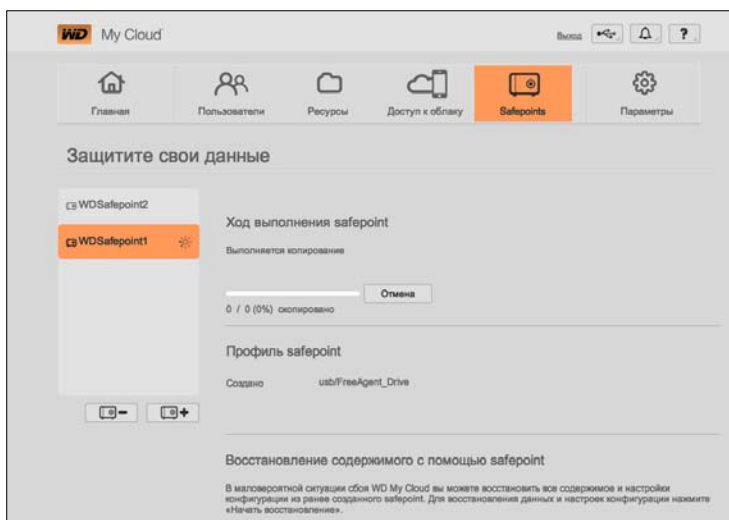 WD My Cloud
Выход
?
Главная
Пользователи
Ресурсы
Доступ к облаку
Safepoints
Параметры
Защитите свои данные
WDSafepoint2
WDSafepoint1
Ход выполнения safepoint
Выполняется копирование
Отмена
0 / 0 (0%) скопировано
Профиль safepoint
Создано usb/FreeAgent_Drive
Восстановление содержимого с помощью safepoint
В маловероятной ситуации сбоя WD My Cloud вы можете восстановить все содержимое и настройки
конфигурации из ранее созданного safepoint. Для восстановления данных и настроек конфигурации нажмите
«Начать восстановление».